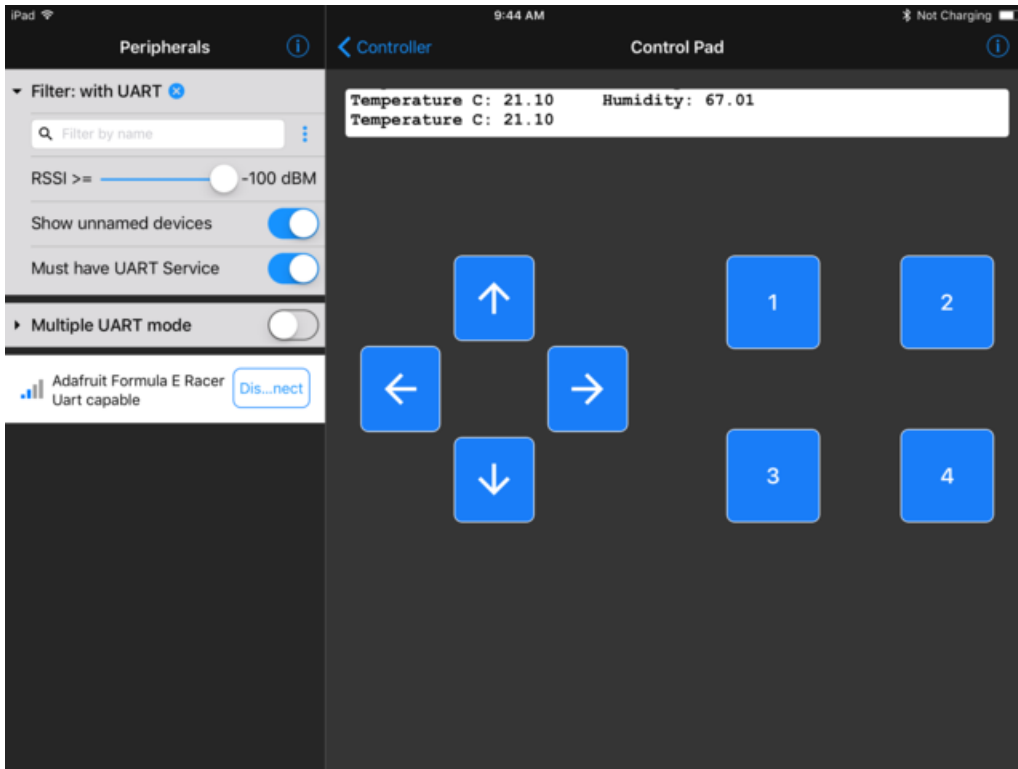 iPad 9:44 AM Not Charging
Peripherals
Controller
Control Pad
Filter: with UART
Filter by name
RSSI >= -100 dBM
Show unnamed devices
Must have UART Service
Multiple UART mode
Adafruit Formula E Racer
Uart capable
Dis...nect
Temperature C: 21.10 Humidity: 67.01
Temperature C: 21.10
1 2
3 4